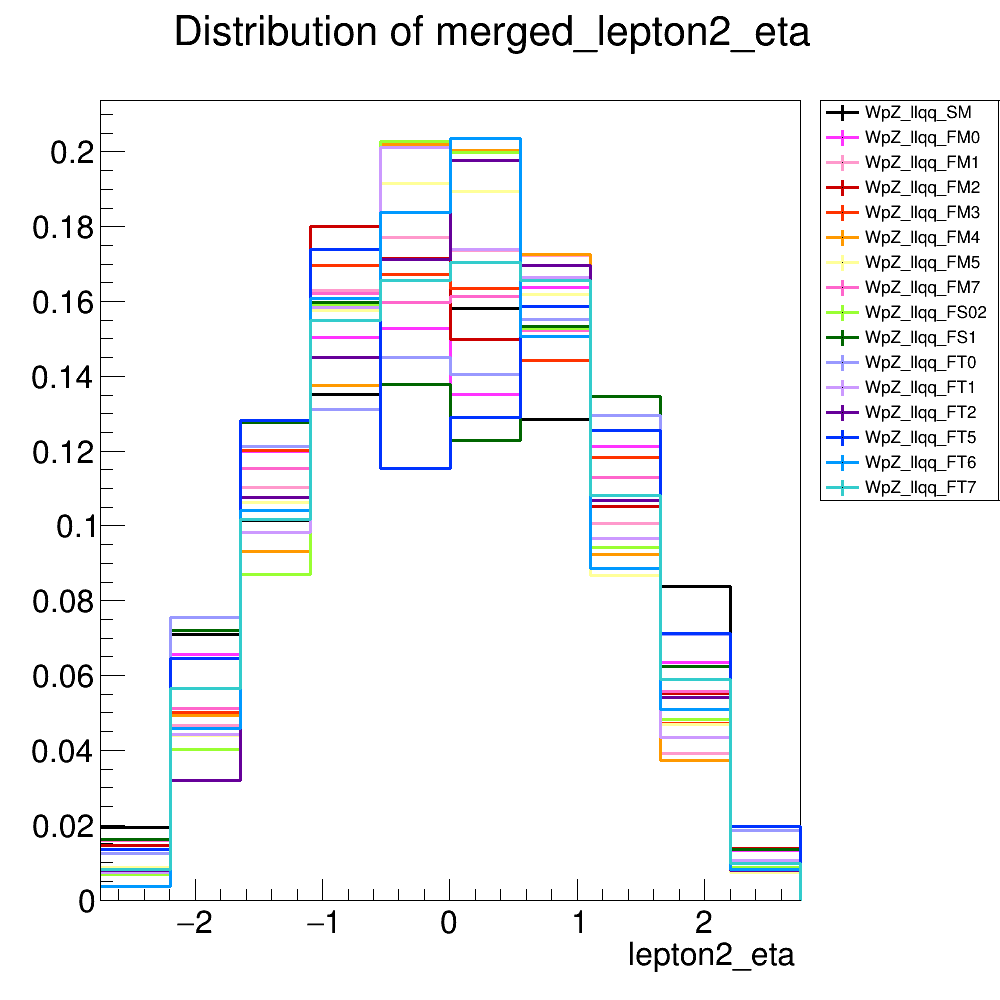 Distribution of merged_lepton2_eta
0.2
0.18
0.16
0.14
0.12
0.1
0.08
0.06
0.04
0.02
0
−2
−1
0
1
2
lepton2_eta
WpZ_llqq_SM
WpZ_llqq_FM0
WpZ_llqq_FM1
WpZ_llqq_FM2
WpZ_llqq_FM3
WpZ_llqq_FM4
WpZ_llqq_FM5
WpZ_llqq_FM7
WpZ_llqq_FS02
WpZ_llqq_FS1
WpZ_llqq_FT0
WpZ_llqq_FT1
WpZ_llqq_FT2
WpZ_llqq_FT5
WpZ_llqq_FT6
WpZ_llqq_FT7